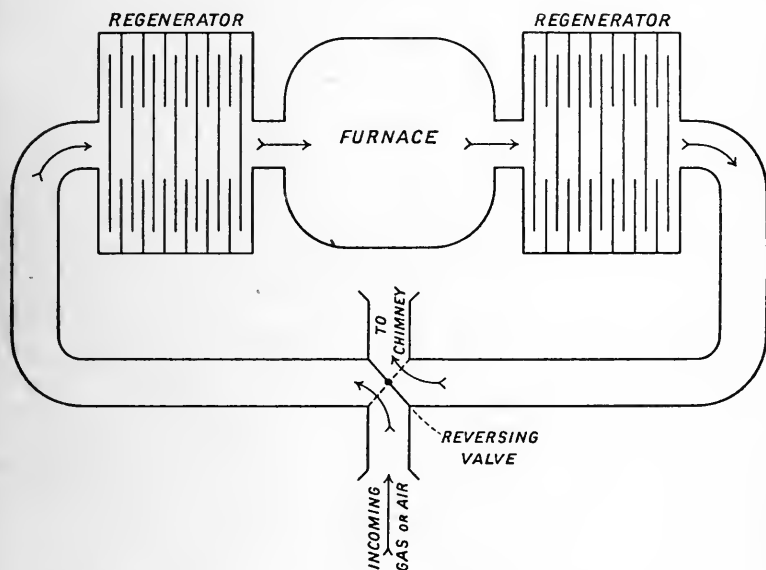 REGENERATOR
REGENERATOR
FURNACE
TO
CHIMNEY
REVERSING
VALVE
INCOMING
GAS OR AIR